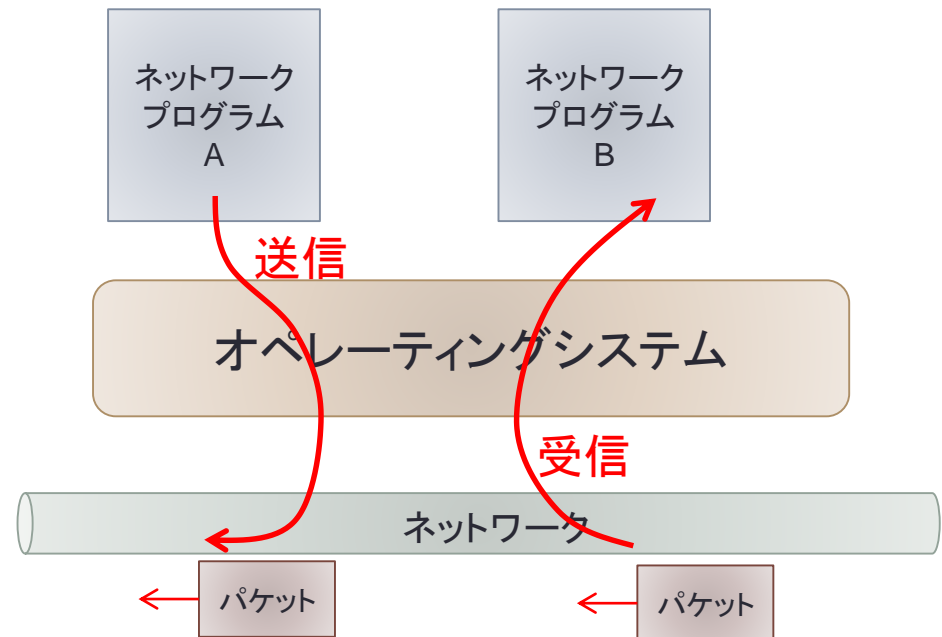 ネットワーク
プログラム
A
ネットワーク
プログラム
B
送信
オペレーティングシステム
受信
ネットワーク
パケット
パケット